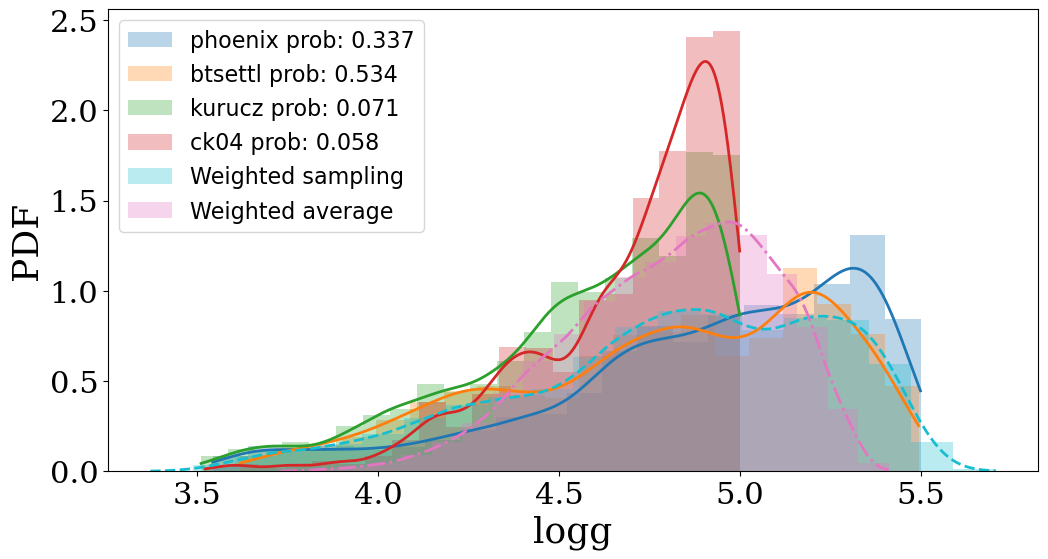 2.5
2.0
1.5
1.0
0.5
0.0
PDF
phoenix prob: 0.337
btsettl prob: 0.534
kurucz prob: 0.071
ck04 prob: 0.058
Weighted sampling
Weighted average
3.5 4.0 4.5 5.0 5.5
logg